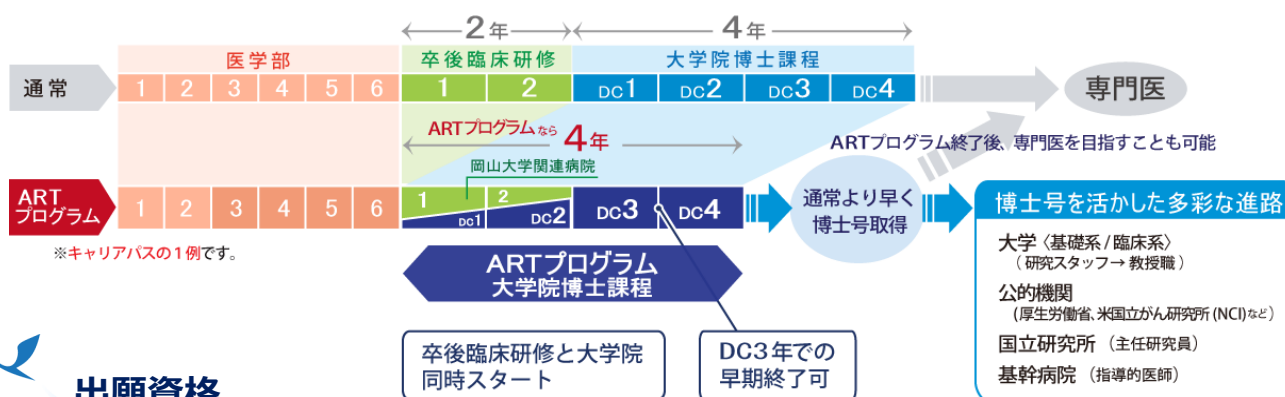 2年
4年
医学部
卒後臨床研修
大学院博士課程
通常
1 2 3 4 5 6 1 2 DC1 DC2 DC3 DC4
専門医
ARTプログラムなら4年
岡山大学関連病院
ARTプログラム終了後、専門医を目指すことも可能
ART
プログラム
1 2 3 4 5 6 1 DC1 2 DC2 DC3 DC4
通常より早く
博士号取得
※キャリアパスの1例です。
ARTプログラム
大学院博士課程
卒後臨床研修と大学院
同時スタート
DC3年での
早期終了可
博士号を活かした多彩な進路
大学〈基礎系/臨床系〉
(研究スタッフ→教授職)
公的機関
(厚生労働省、米国立がん研究所(NCI)など)
国立研究所(主任研究員)
基幹病院(指導的医師)
出願資格